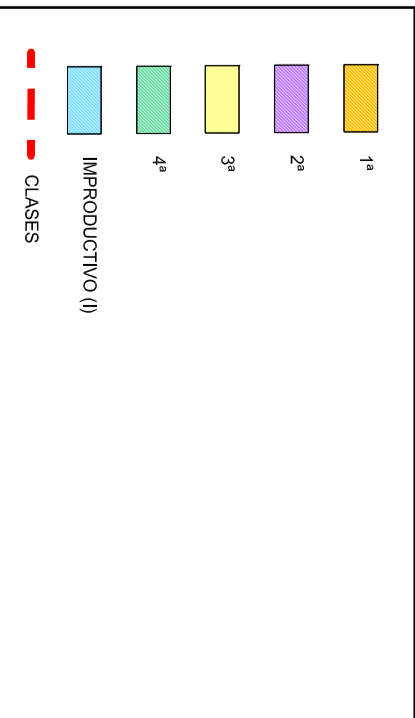 1ª
2ª
3ª
4ª
IMPRODUCTIVO (I)
CLASES